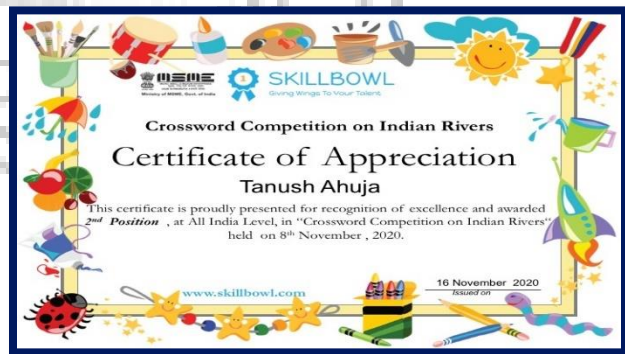 MSME
Ministry of MSME, Govt. of India
1
SKILLBOWL
Giving Wings To Your Talent
Crossword Competition on Indian Rivers
Certificate of Appreciation
Tanush Ahuja
This certificate is proudly presented for recognition of excellence and awarded
2nd Position , at All India Level, in “Crossword Competition on Indian Rivers”
held on 8th November , 2020.
16 November 2020
www.skillbowl.com
Issued on